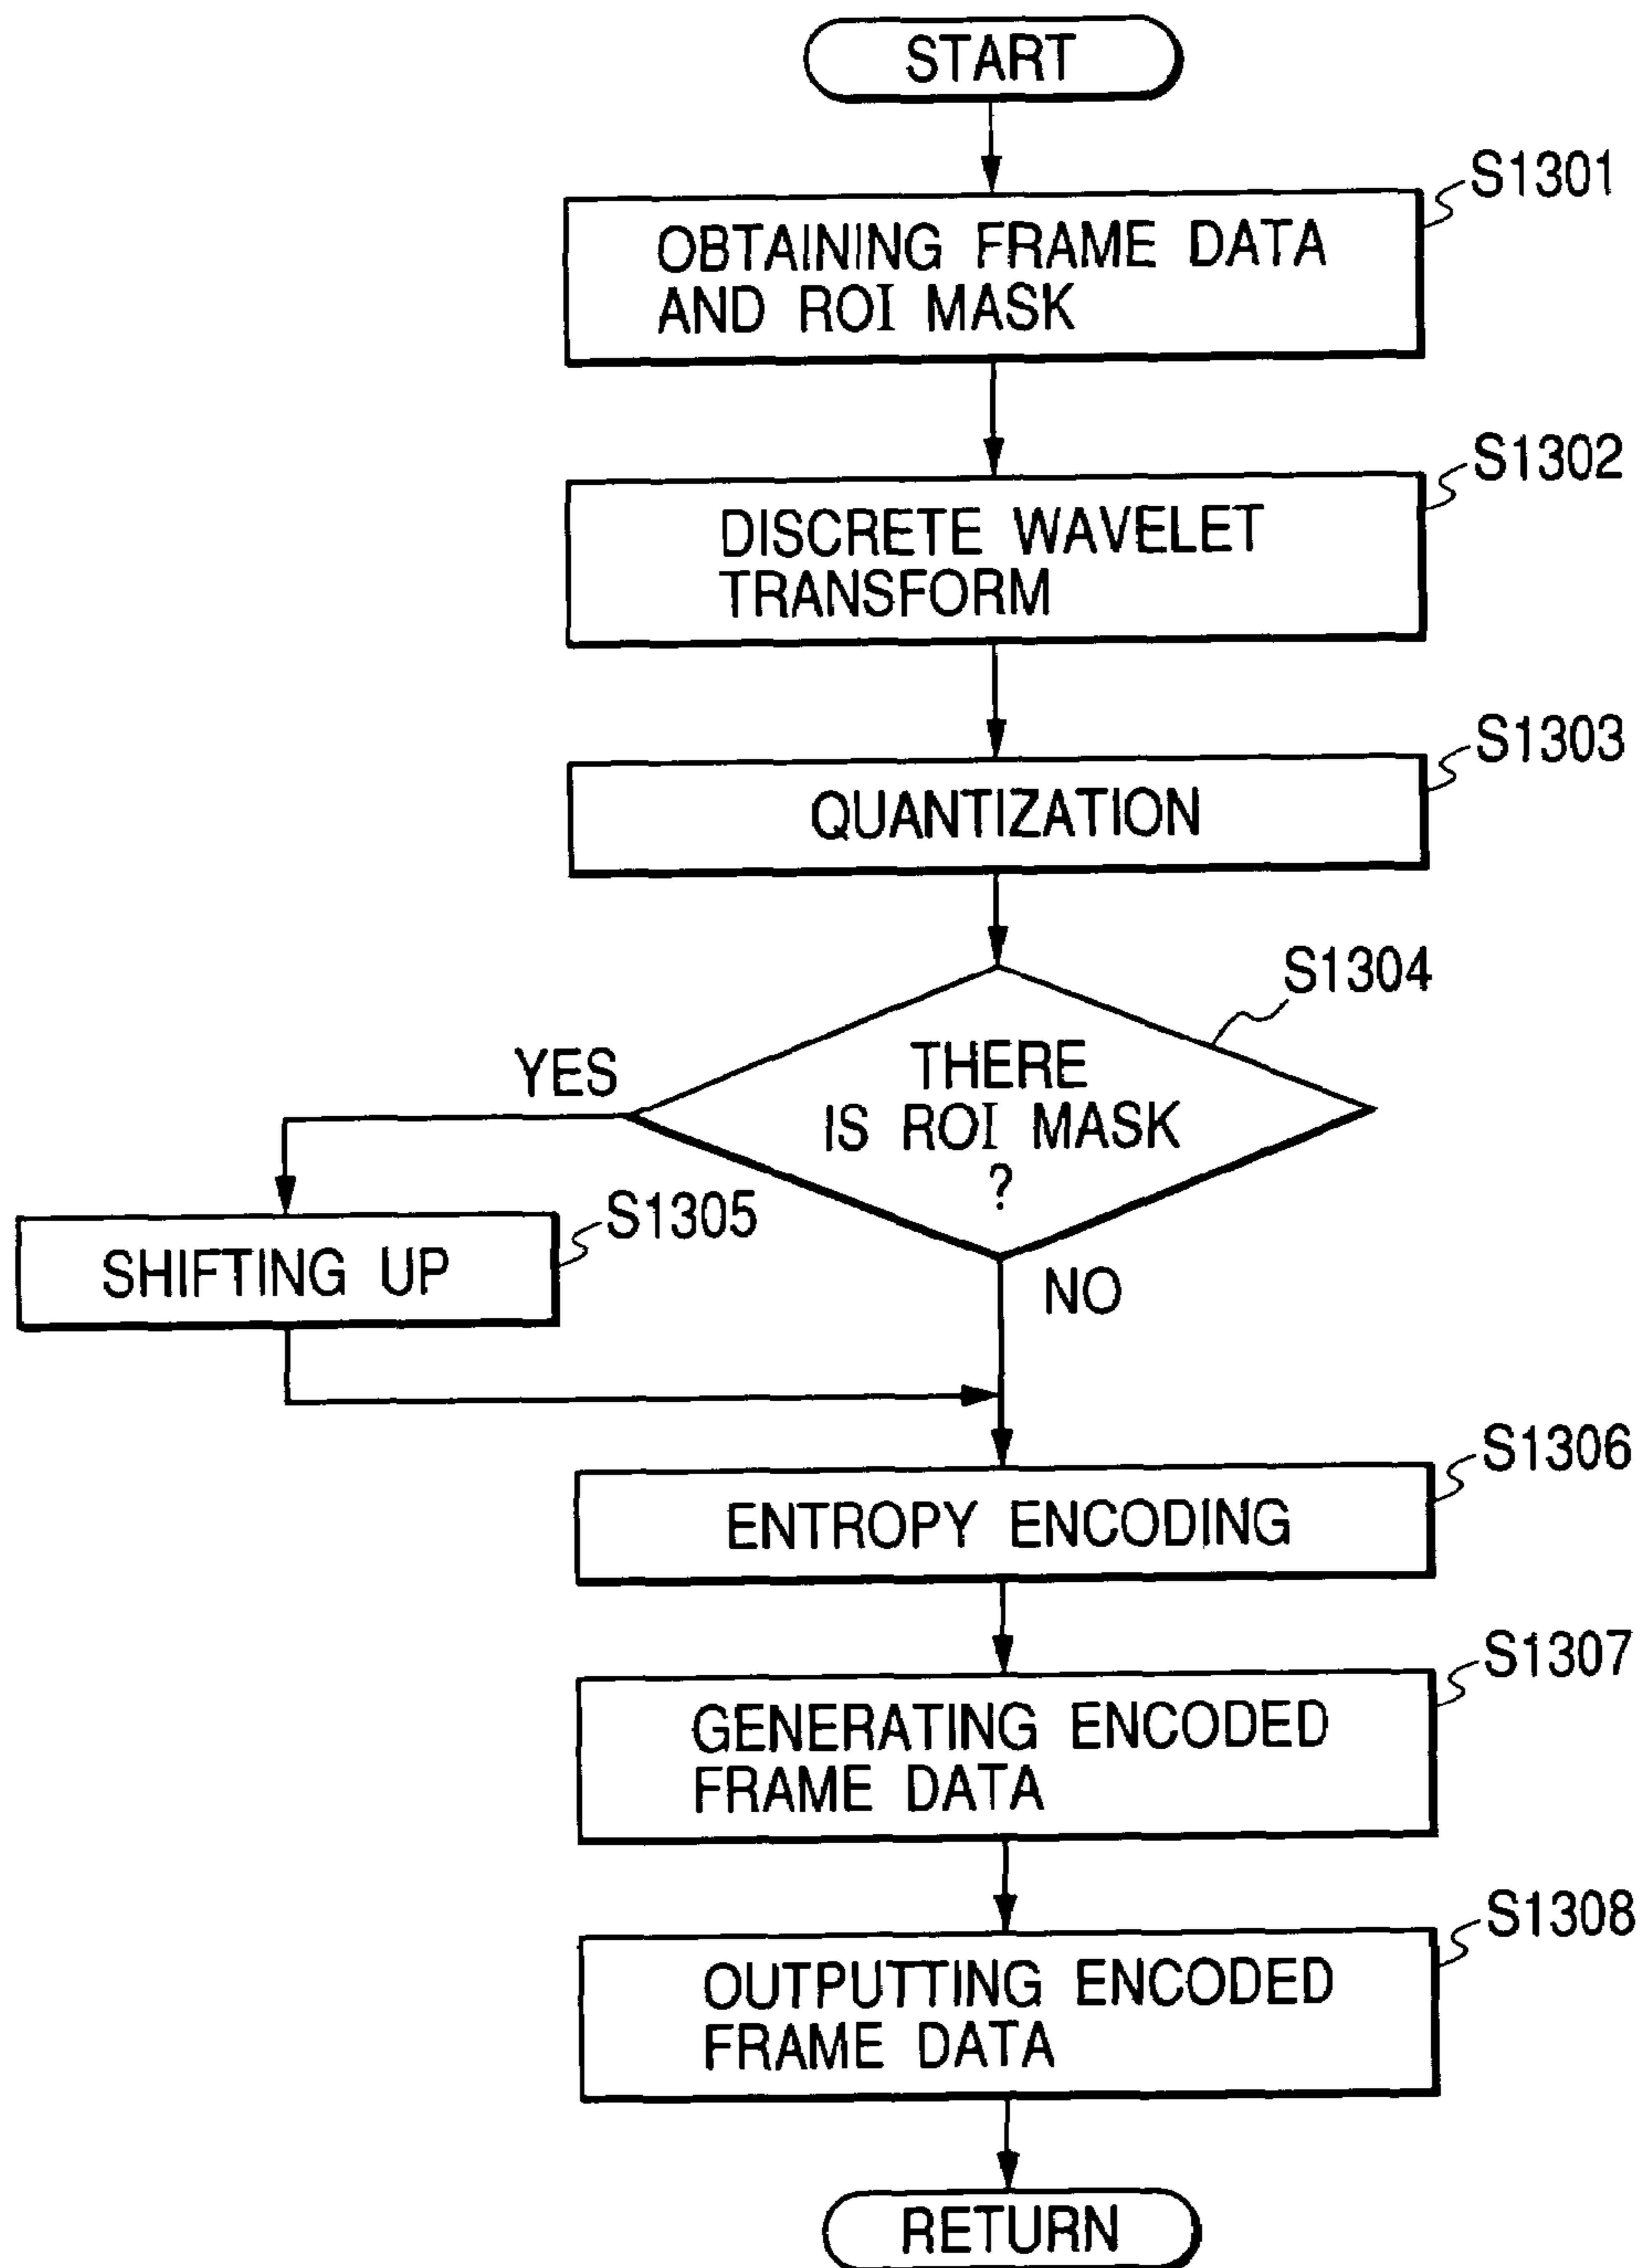 START
S1301
OBTAINING FRAME DATA
AND ROI MASK
S1302
DISCRETE WAVELET
TRANSFORM
S1303
QUANTIZATION
S1304
THERE
IS ROI MASK
?
YES
S1305
SHIFTING UP
NO
S1306
ENTROPY ENCODING
S1307
GENERATING ENCODED
FRAME DATA
S1308
OUTPUTTING ENCODED
FRAME DATA
RETURN